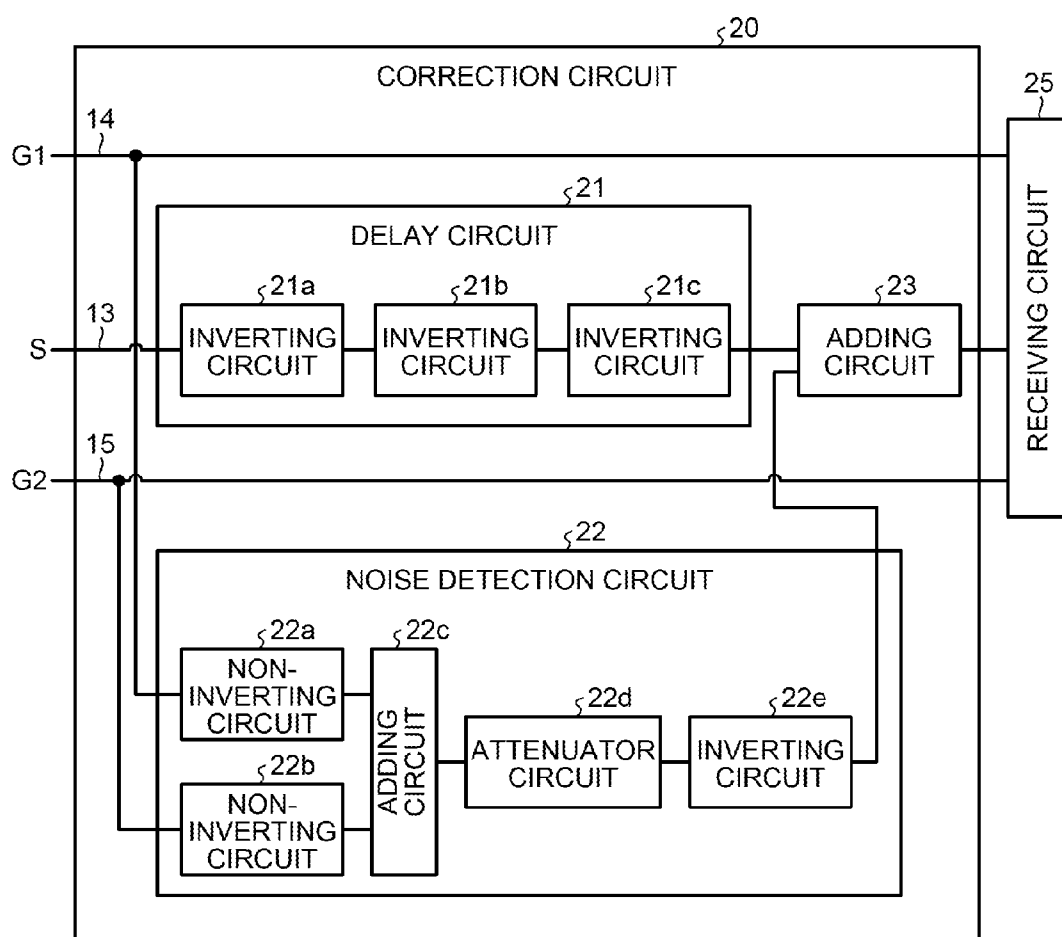 20
CORRECTION CIRCUIT
25
14
G1
RECEIVING CIRCUIT
21
DELAY CIRCUIT
21a
21b
21c
23
13
S
INVERTING
CIRCUIT
INVERTING
CIRCUIT
INVERTING
CIRCUIT
ADDING
CIRCUIT
15
G2
22
NOISE DETECTION CIRCUIT
22a
22c
NON-
INVERTING
CIRCUIT
22d
22e
ADDING
CIRCUIT
ATTENUATOR
CIRCUIT
INVERTING
CIRCUIT
22b
NON-
INVERTING
CIRCUIT